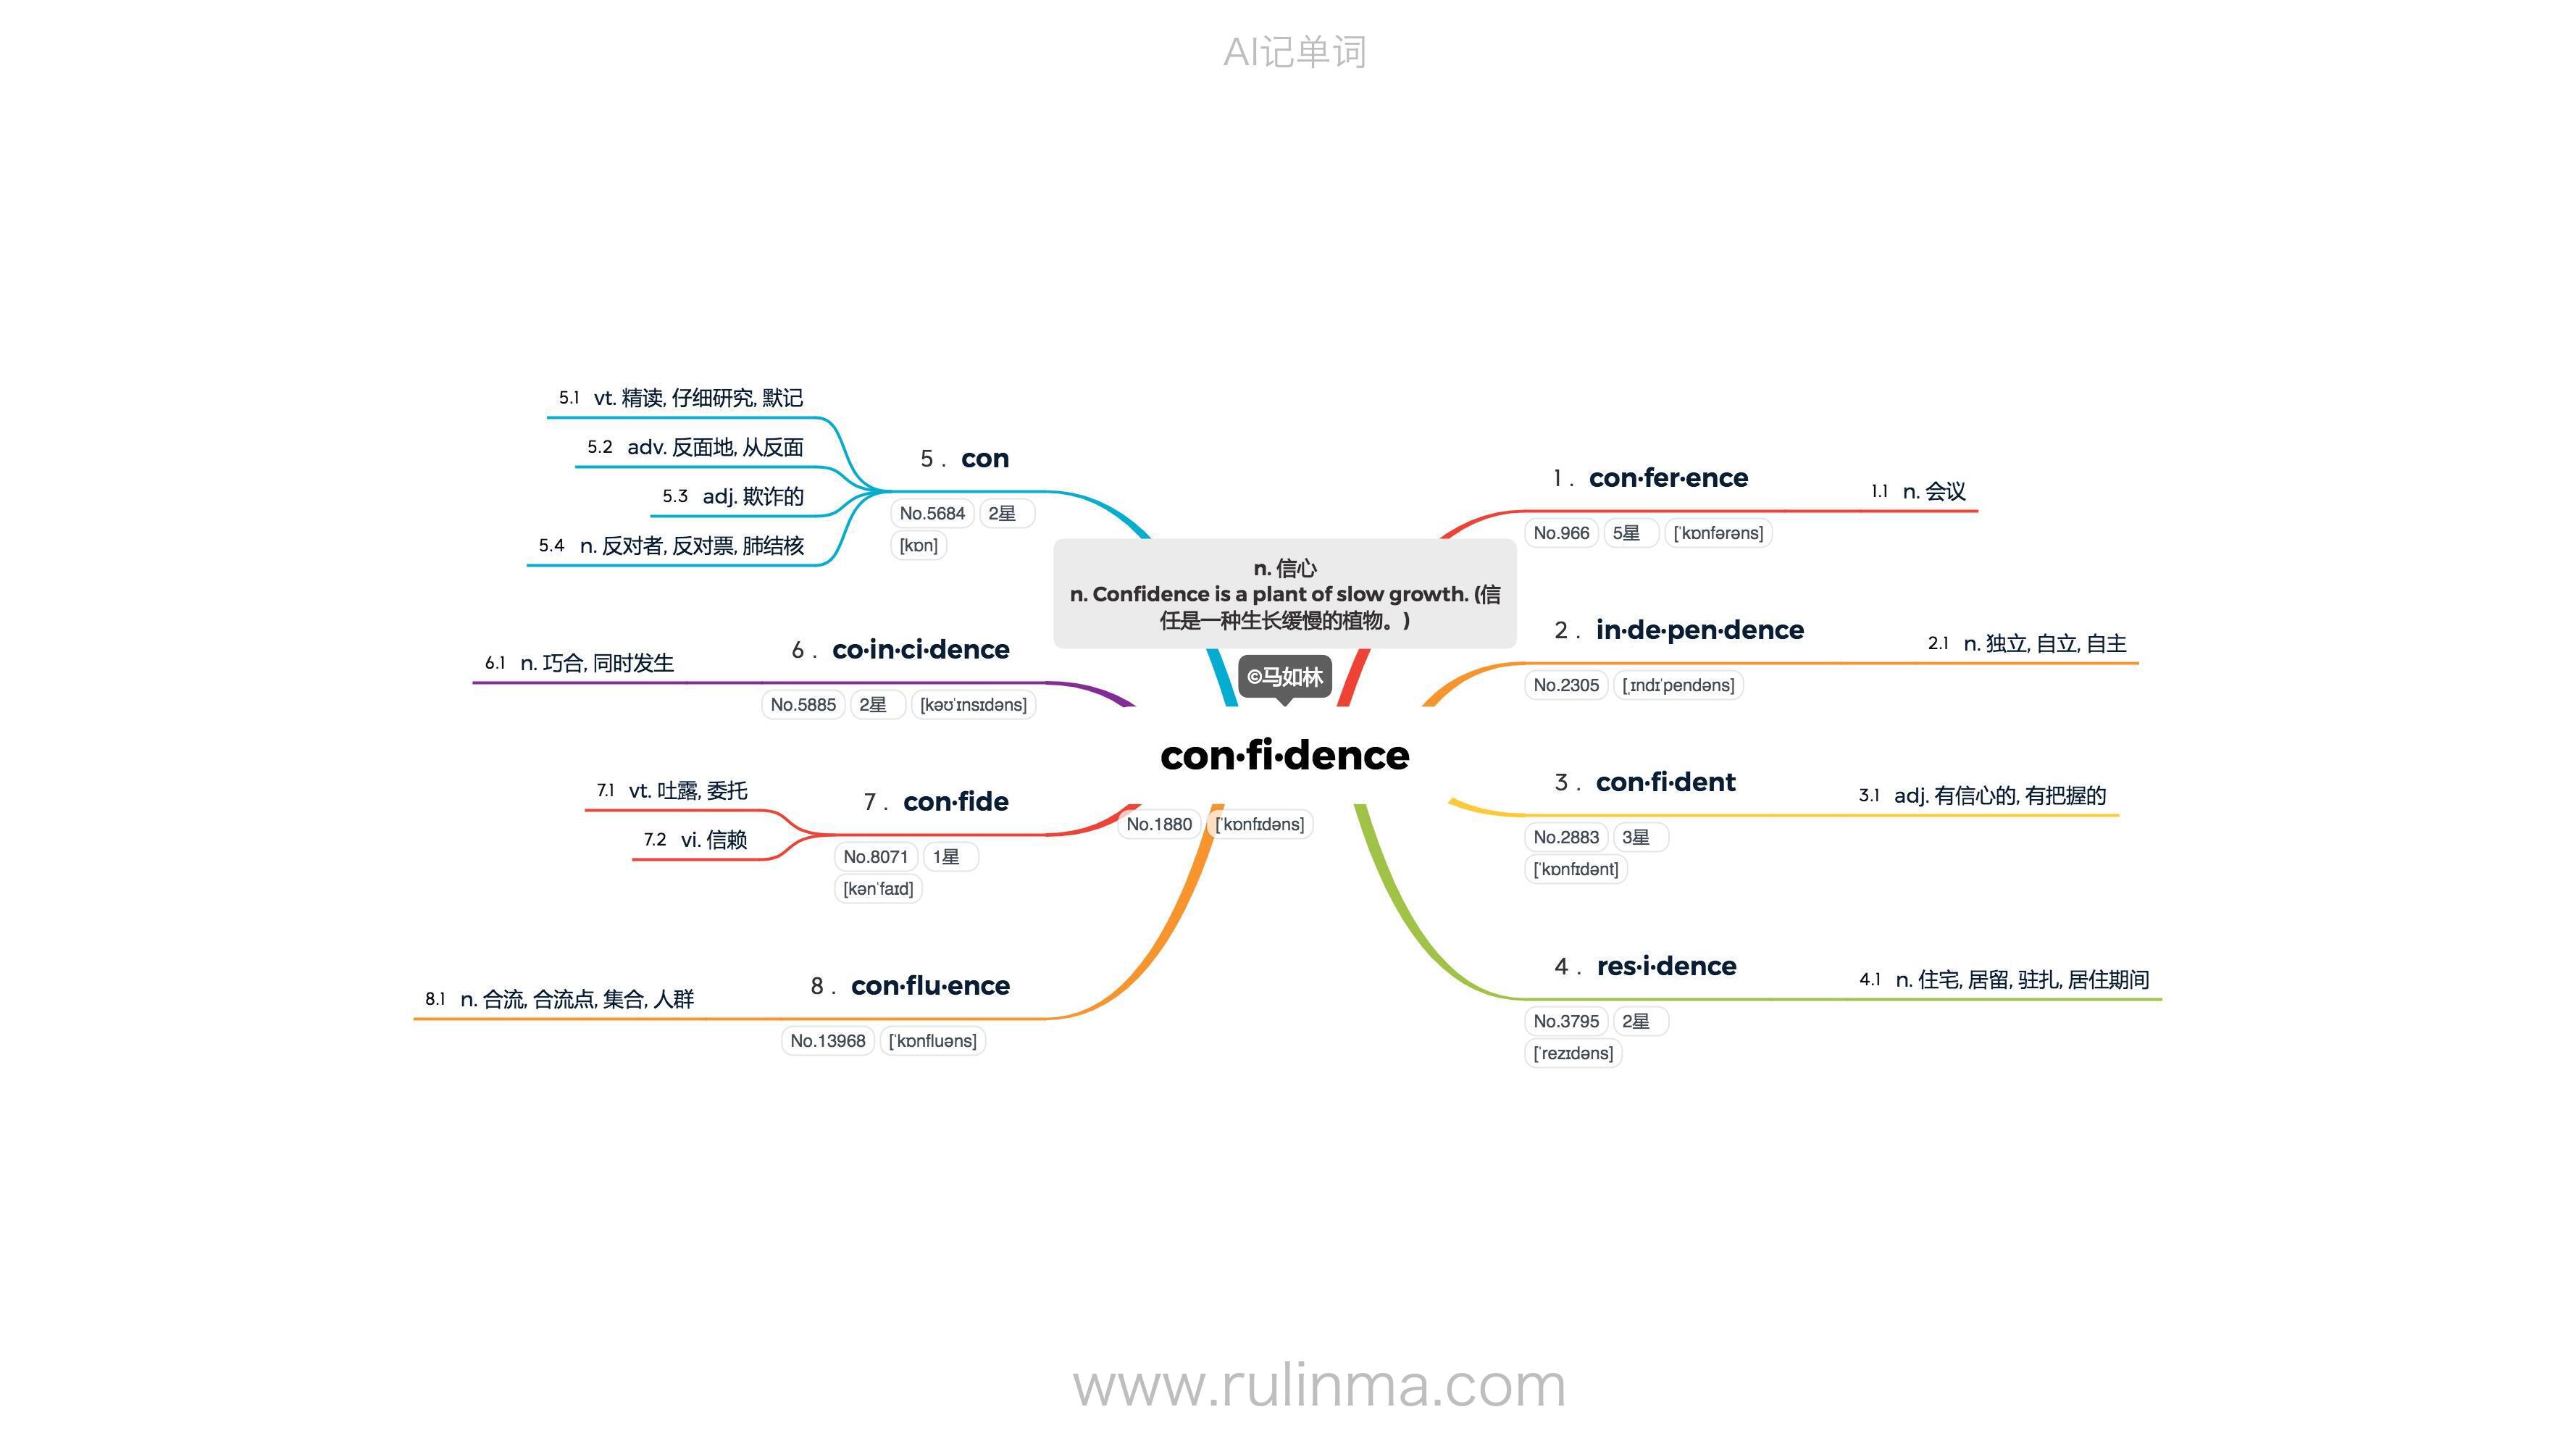 AI记单词
n. 信心
n. Confidence is a plant of slow growth. (信
任是一种生长缓慢的植物。)
©马如林
con·fi·dence
No.1880 [ˈkɒnfɪdəns]
1 . con·fer·ence
No.966 5星 [ˈkɒnfərəns]
1.1 n. 会议
2 . in·de·pen·dence
No.2305 [ˌɪndɪˈpendəns]
2.1 n. 独立, 自立, 自主
3 . con·fi·dent
No.2883 3星
[ˈkɒnfɪdənt]
3.1 adj. 有信心的, 有把握的
4 . res·i·dence
No.3795 2星
[ˈrezɪdəns]
4.1 n. 住宅, 居留, 驻扎, 居住期间
5 . con
No.5684 2星
[kɒn]
5.1 vt. 精读, 仔细研究, 默记
5.2 adv. 反面地, 从反面
5.3 adj. 欺诈的
5.4 n. 反对者, 反对票, 肺结核
6 . co·in·ci·dence
No.5885 2星 [kəʊˈɪnsɪdəns]
6.1 n. 巧合, 同时发生
7 . con·fide
No.8071 1星
[kənˈfaɪd]
7.1 vt. 吐露, 委托
7.2 vi. 信赖
8 . con·flu·ence
No.13968 [ˈkɒnfluəns]
8.1 n. 合流, 合流点, 集合, 人群
www.rulinma.com